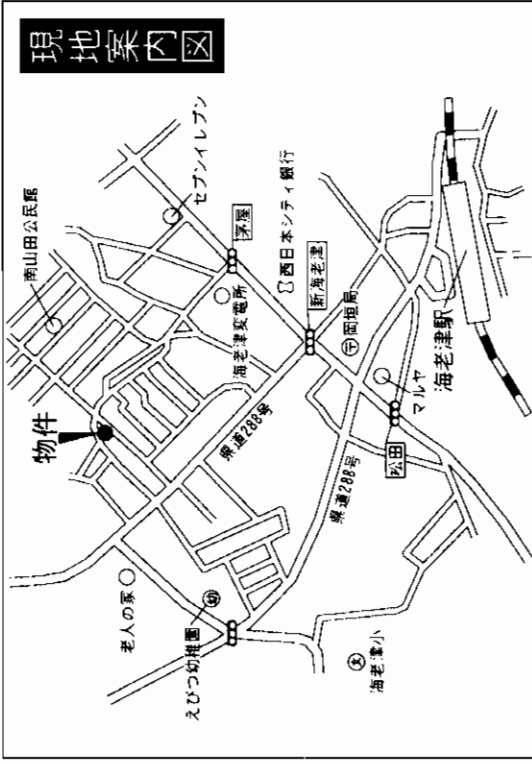 現地案内図
南山田公民館
セブンイレブン
物件
茅屋
西日本シティ銀行
海老津変電所
新海老津
〒岡垣局
県道288号
マルヤ
海老津駅
県道288号
松田
老人の家
幼
えびつ幼稚園
文
海老津小